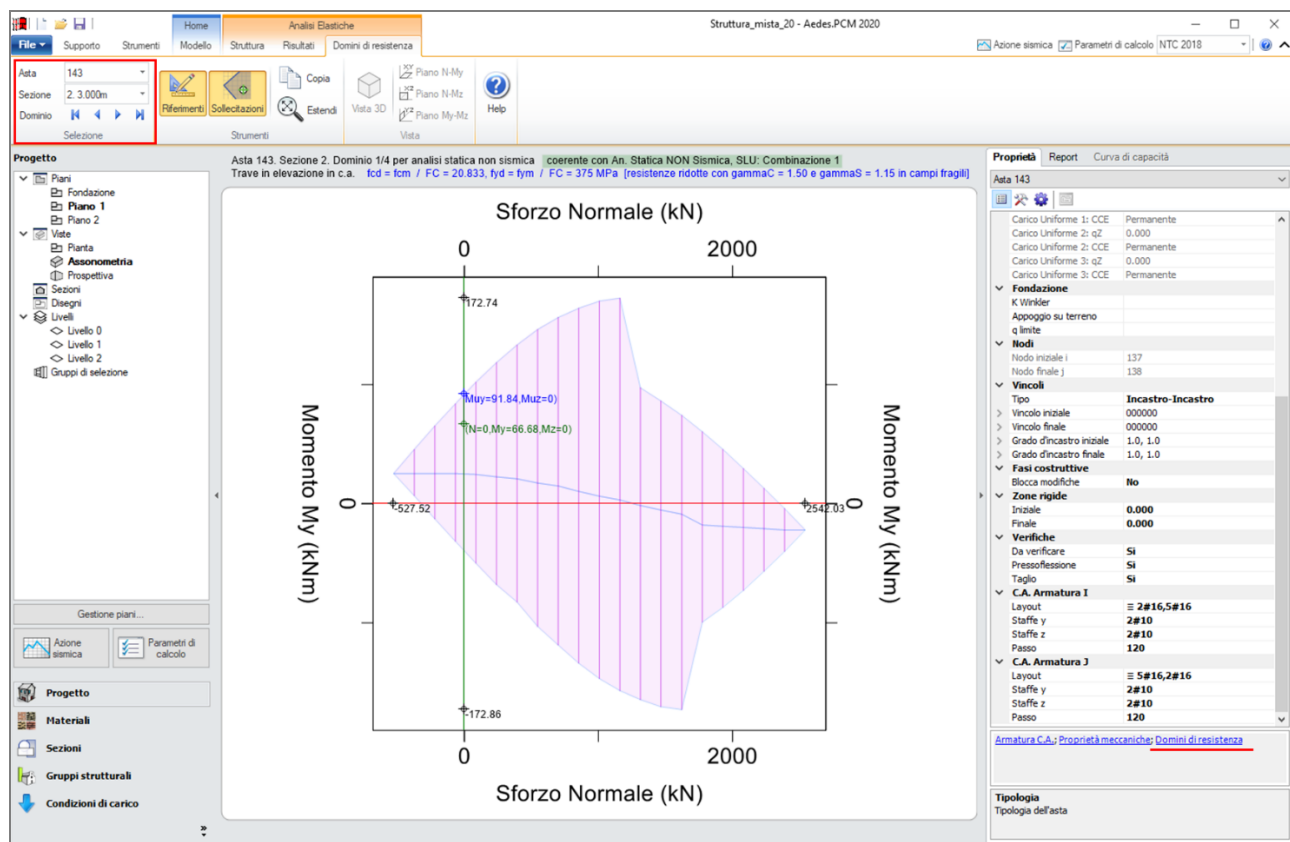 Struttura_mista_20 - Aedes.PCM 2020
Home
Analisi Elastiche
File
Supporto
Strumenti
Modello
Struttura
Risultati
Domini di resistenza
Azione sismica
Parametri di calcolo
NTC 2018
Asta 143
Sezione 2. 3.000m
Dominio
Selezione
Riferimenti
Sollecitazioni
Copia
Estendi
Strumenti
Vista 3D
Piano N-My
Piano N-Mz
Piano My-Mz
Vista
Help
Progetto
Piani
Fondazione
Piano 1
Piano 2
Viste
Pianta
Assonometria
Prospettiva
Sezioni
Disegni
Livelli
Livello 0
Livello 1
Livello 2
Gruppi di selezione
Gestione piani...
Azione sismica
Parametri di calcolo
Progetto
Materiali
Sezioni
Gruppi strutturali
Condizioni di carico
Asta 143. Sezione 2. Dominio 1/4 per analisi statica non sismica coerente con An. Statica NON Sismica, SLU: Combinazione 1
Trave in elevazione in c.a. fcd = fcm / FC = 20.833, fyd = fym / FC = 375 MPa [resistenze ridotte con gammaC = 1.50 e gammaS = 1.15 in campi fragili]
Sforzo Normale (kN)
0 2000
172.74
Muy=91.84,Muz=0)
(N=0,My=66.68,Mz=0)
Momento My (kNm)
0
-527.52
2542.03
0
Momento My (kNm)
-172.86
0 2000
Sforzo Normale (kN)
Proprietà
Report
Curva di capacità
Asta 143
Carico Uniforme 1: CCE Permanente
Carico Uniforme 2: qZ 0.000
Carico Uniforme 2: CCE Permanente
Carico Uniforme 3: qZ 0.000
Carico Uniforme 3: CCE Permanente
Fondazione
K Winkler
Appoggio su terreno
q limite
Nodi
Nodo iniziale i 137
Nodo finale j 138
Vincoli
Tipo Incastro-Incastro
Vincolo iniziale 000000
Vincolo finale 000000
Grado d'incastro iniziale 1.0, 1.0
Grado d'incastro finale 1.0, 1.0
Fasi costruttive
Blocca modifiche No
Zone rigide
Iniziale 0.000
Finale 0.000
Verifiche
Da verificare Si
Pressoflessione Si
Taglio Si
C.A. Armatura I
Layout 2#16,5#16
Staffe y 2#10
Staffe z 2#10
Passo 120
C.A. Armatura J
Layout 5#16,2#16
Staffe y 2#10
Staffe z 2#10
Passo 120
Armatura C.A.; Proprietà meccaniche; Domini di resistenza
Tipologia
Tipologia dell'asta